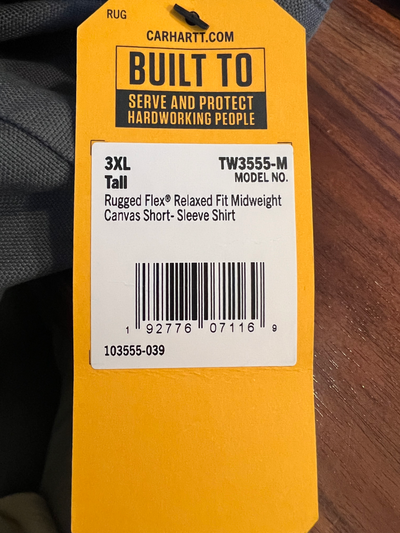 RUG
CARHARTT.COM
BUILT TO
SERVE AND PROTECT
HARDWORKING PEOPLE
3XL TW3555-M
Tall MODEL NO.
Rugged Flex® Relaxed Fit Midweight
Canvas Short- Sleeve Shirt
1 92776 07116 9
103555-039